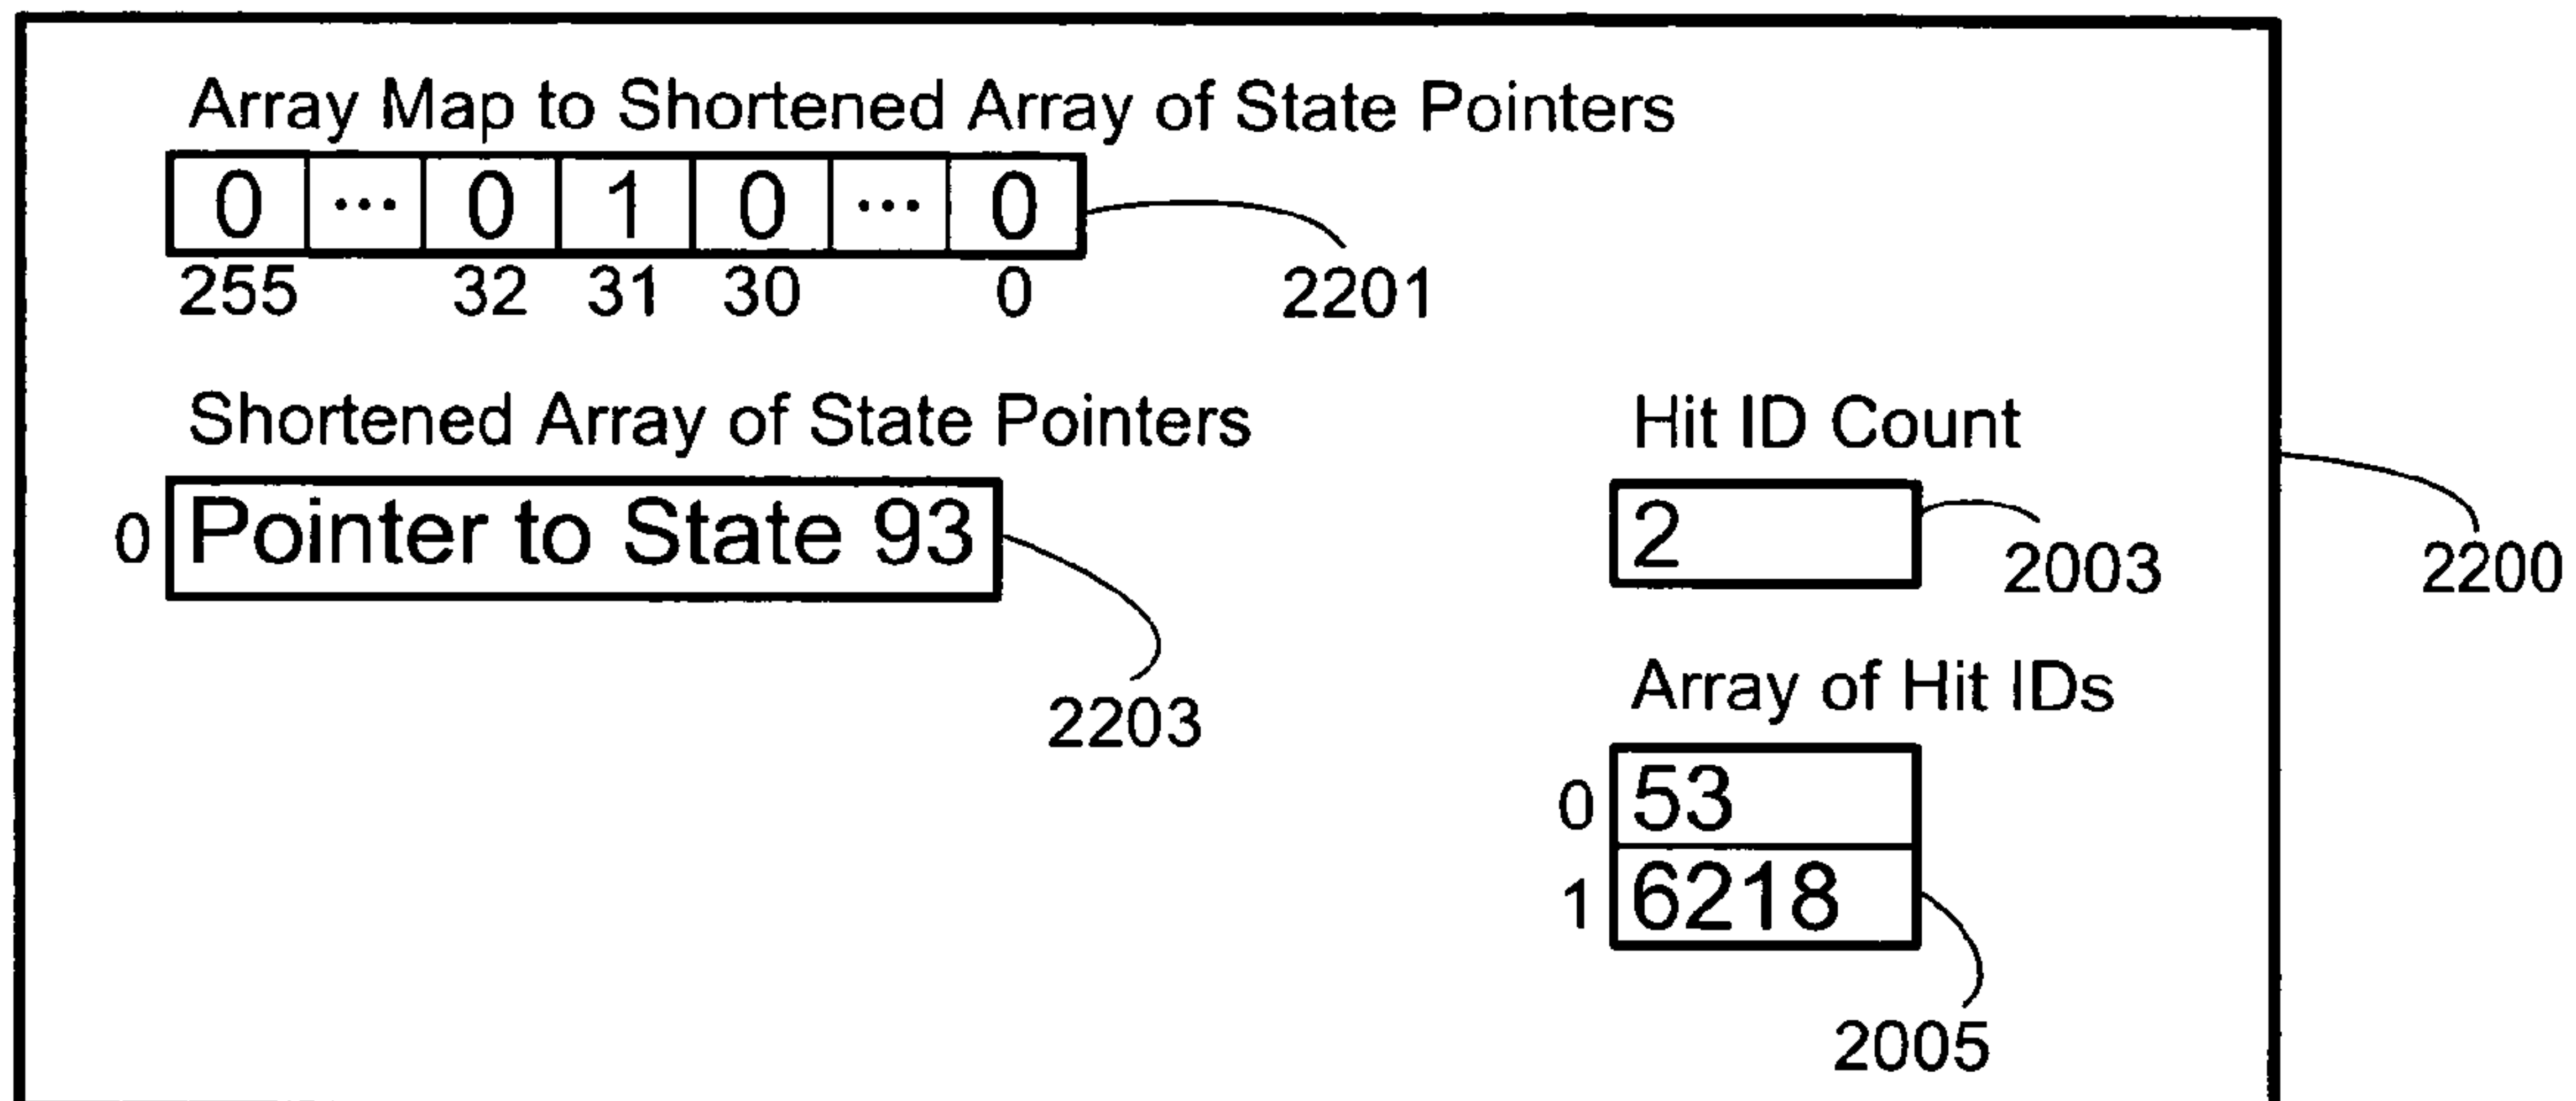 Array Map to Shortened Array of State Pointers
0 ... 0 1 0 ... 0
255 32 31 30 0
2201
Shortened Array of State Pointers
0 Pointer to State 93
2203
Hit ID Count
2
2003
2200
Array of Hit IDs
0 53
1 6218
2005